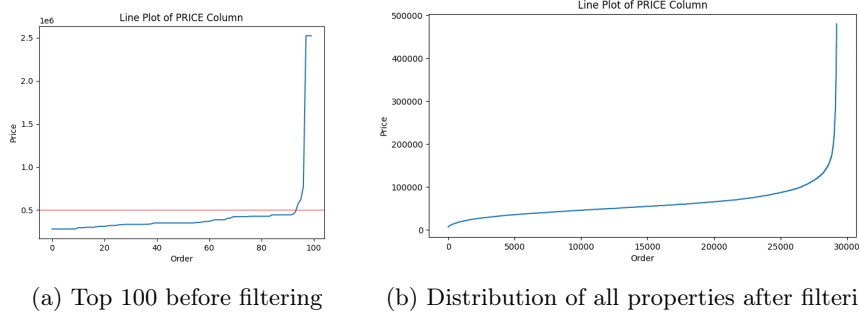 Line Plot of PRICE Column
1e6
2.5
2.0
1.5
1.0
0.5
Price
0
20
40
60
80
100
Order
(a) Top 100 before filtering
Line Plot of PRICE Column
500000
400000
300000
200000
100000
0
Price
0
5000
10000
15000
20000
25000
30000
Order
(b) Distribution of all properties after filteri